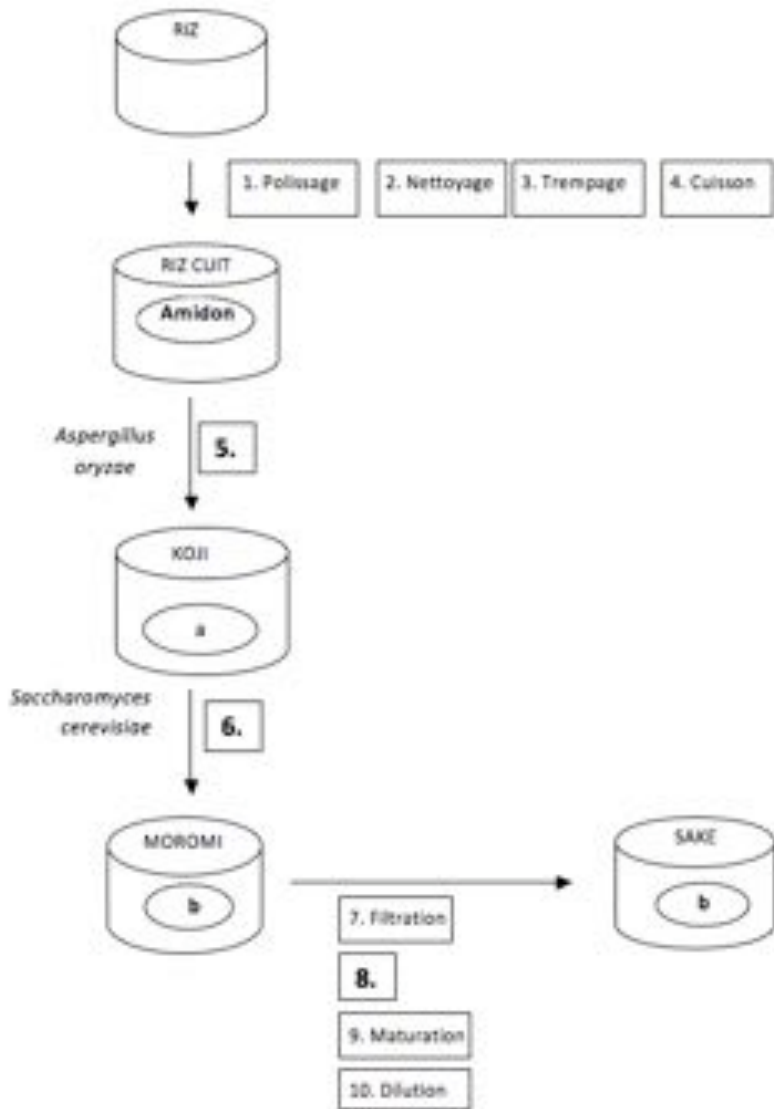 RIZ
1. Polissage
2. Nettoyage
3. Trempage
4. Cuisson
RIZ CUIT
Amidon
Aspergillus
oryzae
5.
KOJI
a
Saccharomyces
cerevisiae
6.
MOROMI
b
SAKE
b
7. Filtration
8.
9. Maturation
10. Dilution